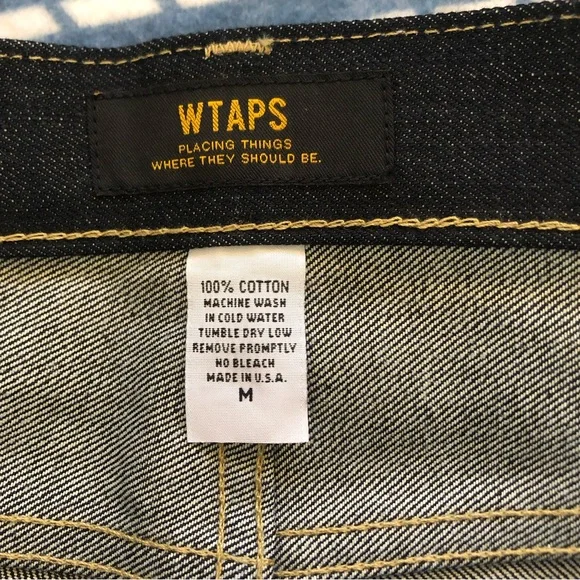 WTAPS
PLACING THINGS
WHERE THEY SHOULD BE.
100% COTTON
MACHINE WASH
IN COLD WATER
TUMBLE DRY LOW
REMOVE PROMPTLY
NO BLEACH
MADE IN U.S.A.
M